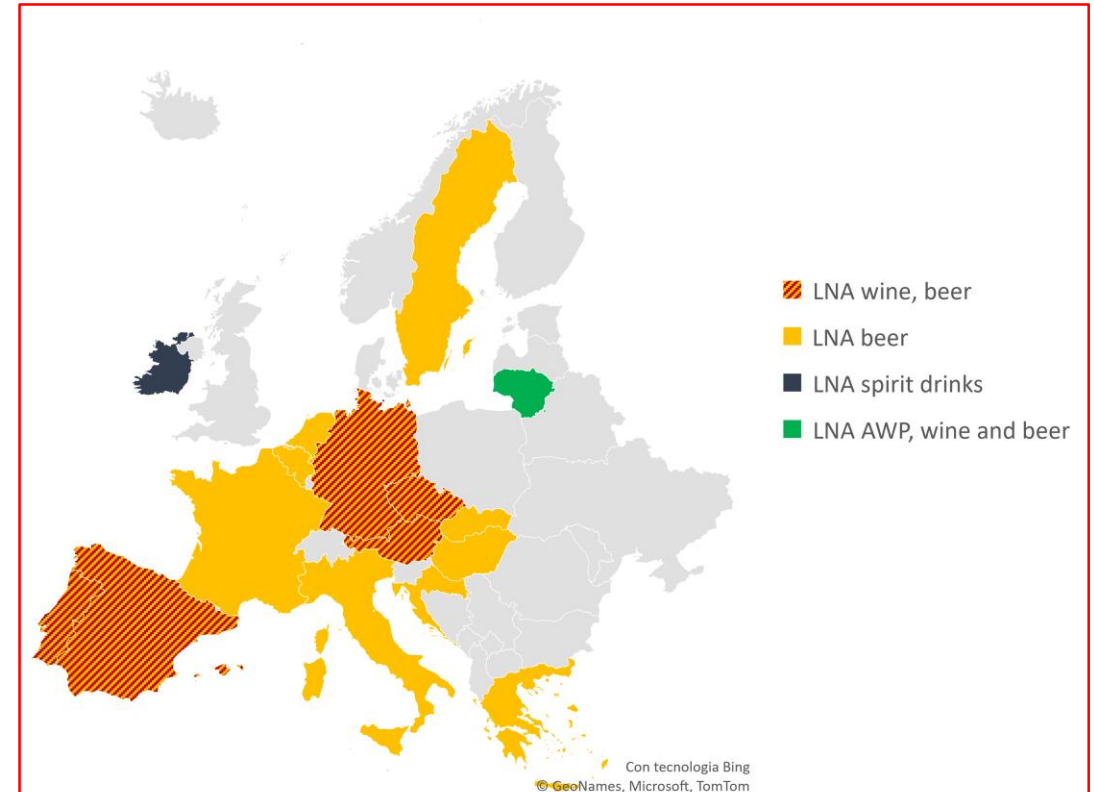 LNA wine, beer
LNA beer
LNA spirit drinks
LNA AWP, wine and beer
Con tecnologia Bing
© GeoNames, Microsoft, TomTom